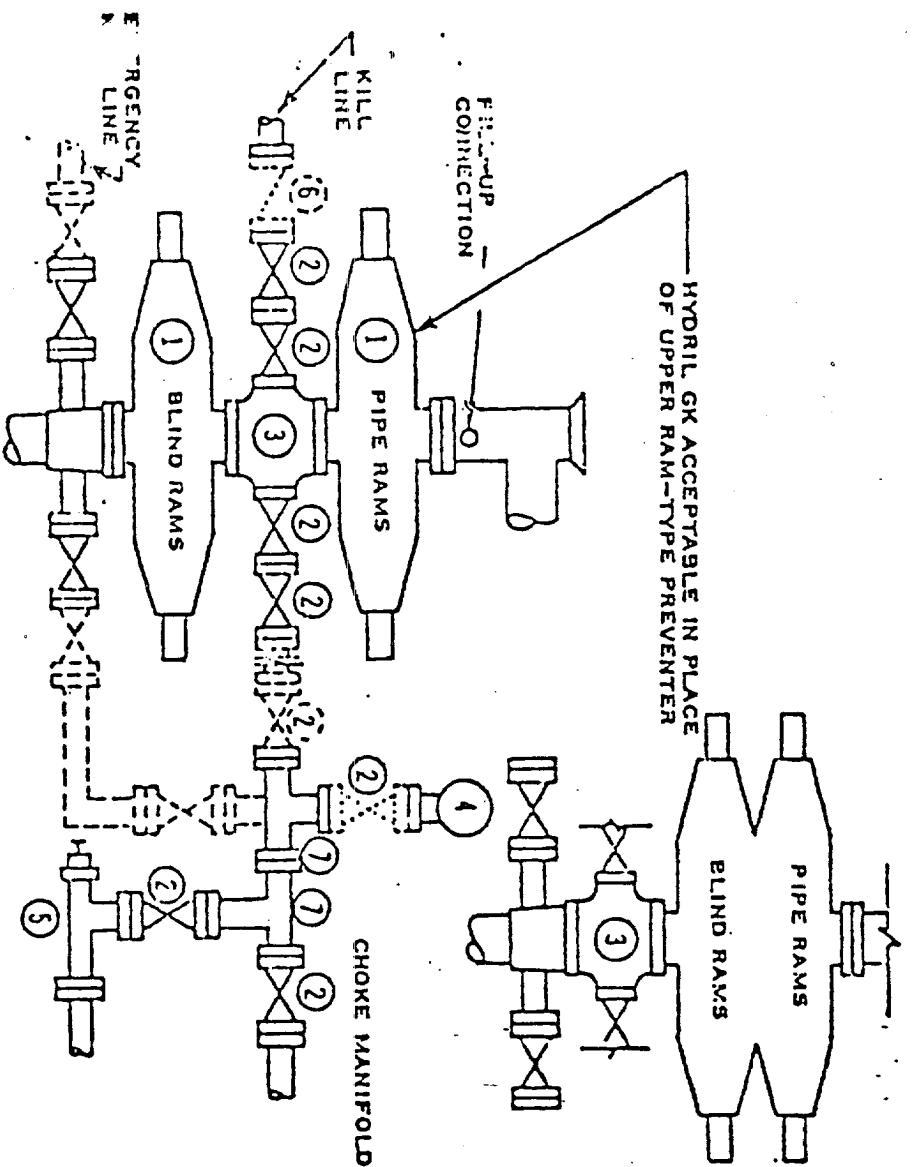 HYDRIL GK ACCEPTABLE IN PLACE
OF UPPER RAM-TYPE PREVENTER
CONNECTION
KILL
LINE
LINE
PIPE RAMS
1
6
2
2
3
2
2
2
BLIND RAMS
1
2
4
7
7
2
2
5
CHOKE MANIFOLD
PIPE RAMS
BLIND RAMS
3